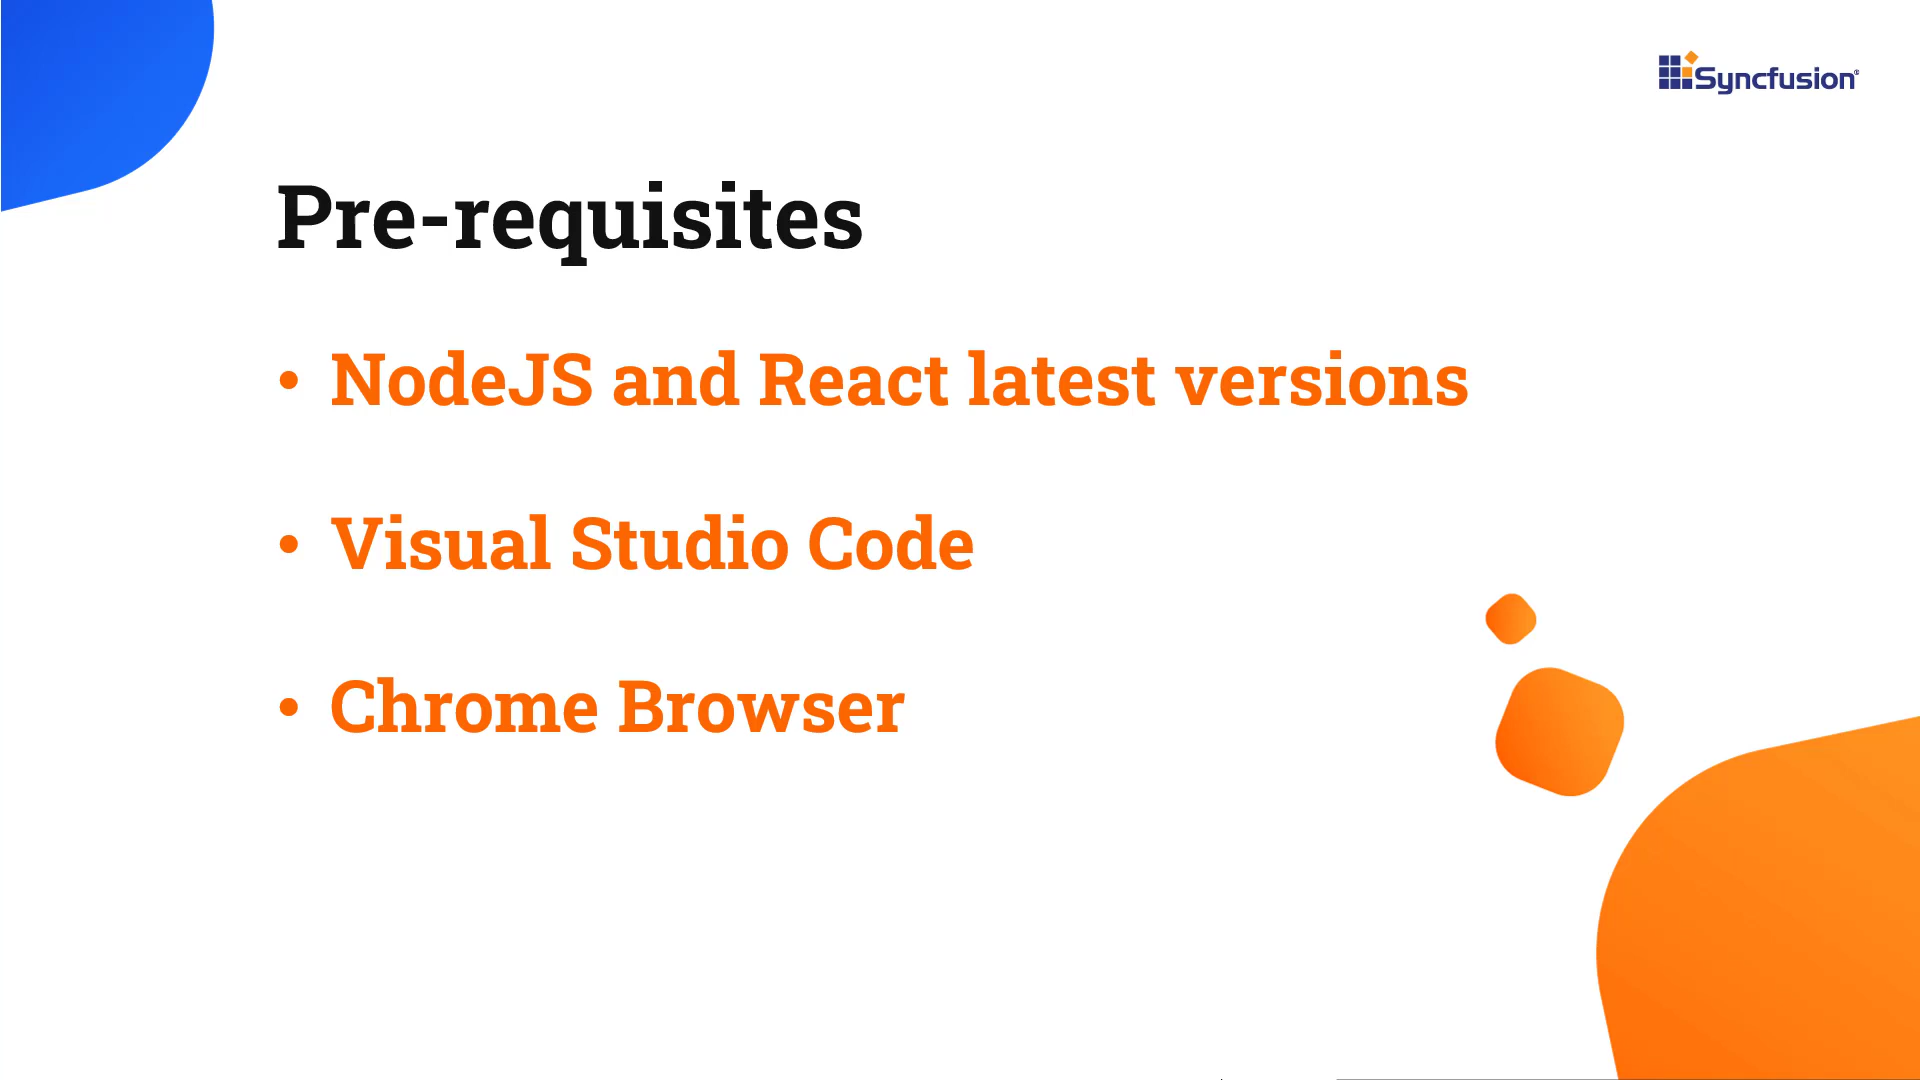 Syncfusion®
Pre-requisites
• NodeJS and React latest versions
• Visual Studio Code
• Chrome Browser